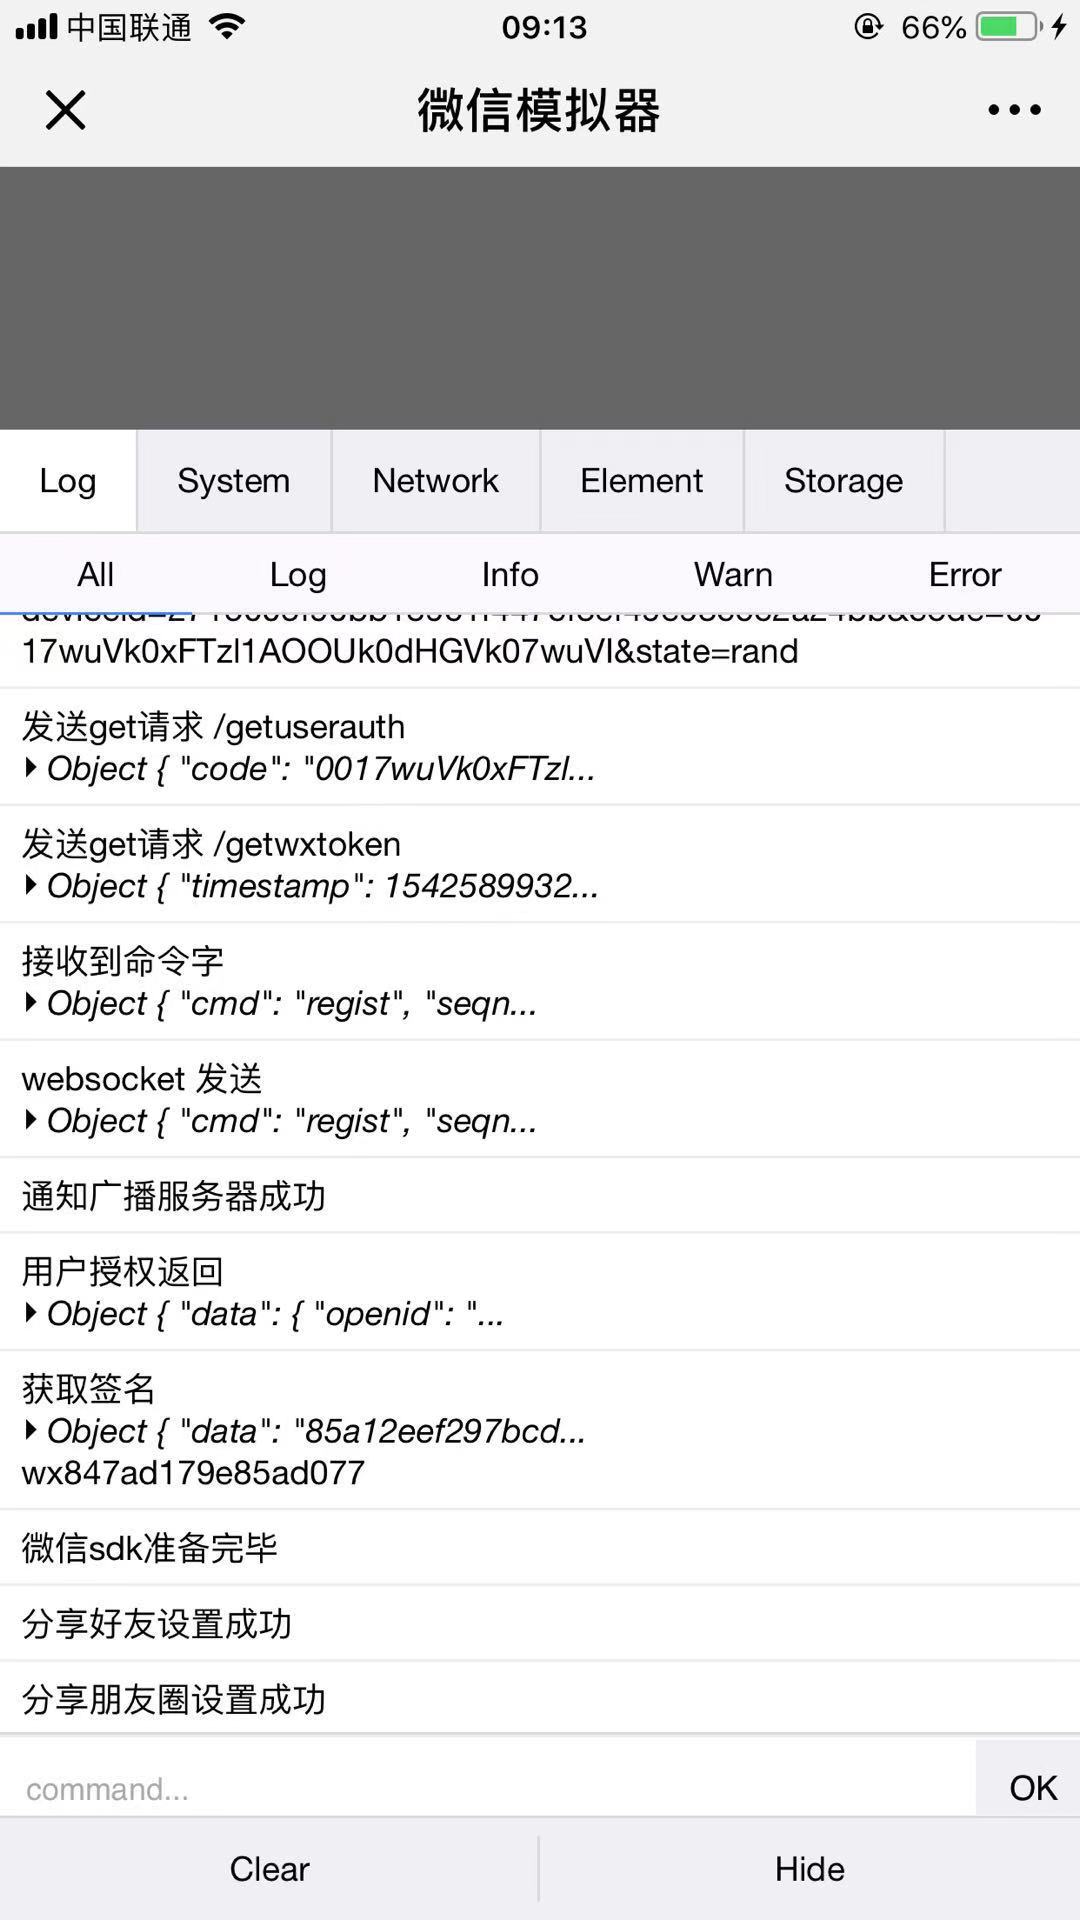 中国联通
09:13
66%
微信模拟器
Log System Network Element Storage
All Log Info Warn Error
17wuVk0xFTzl1AOOUk0dHGVk07wuVI&state=rand
发送get请求 /getuserauth
Object { "code": "0017wuVk0xFTzl...
发送get请求 /getwxtoken
Object { "timestamp": 1542589932...
接收到命令字
Object { "cmd": "regist", "seqn...
websocket 发送
Object { "cmd": "regist", "seqn...
通知广播服务器成功
用户授权返回
Object { "data": { "openid": "...
获取签名
Object { "data": "85a12eef297bcd...
wx847ad179e85ad077
微信sdk准备完毕
分享好友设置成功
分享朋友圈设置成功
command...
OK
Clear
Hide